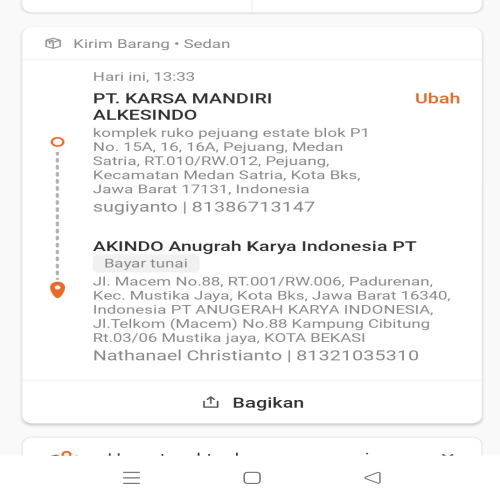 Kirim Barang • Sedan
Hari ini, 13:33
PT. KARSA MANDIRI
Ubah
ALKESINDO
komplek ruko pejuang estate blok P1
No. 15A, 16, 16A, Pejuang, Medan
Satria, RT.010/RW.012, Pejuang,
Kecamatan Medan Satria, Kota Bks,
Jawa Barat 17131, Indonesia
sugiyanto | 81386713147
AKINDO Anugrah Karya Indonesia PT
Bayar tunai
Jl. Macem No.88, RT.001/RW.006, Padurenan,
Kec. Mustika Jaya, Kota Bks, Jawa Barat 16340,
Indonesia PT ANUGERAH KARYA INDONESIA,
Jl.Telkom (Macem) No.88 Kampung Cibitung
Rt.03/06 Mustika jaya, KOTA BEKASI
Nathanael Christianto | 81321035310
Bagikan